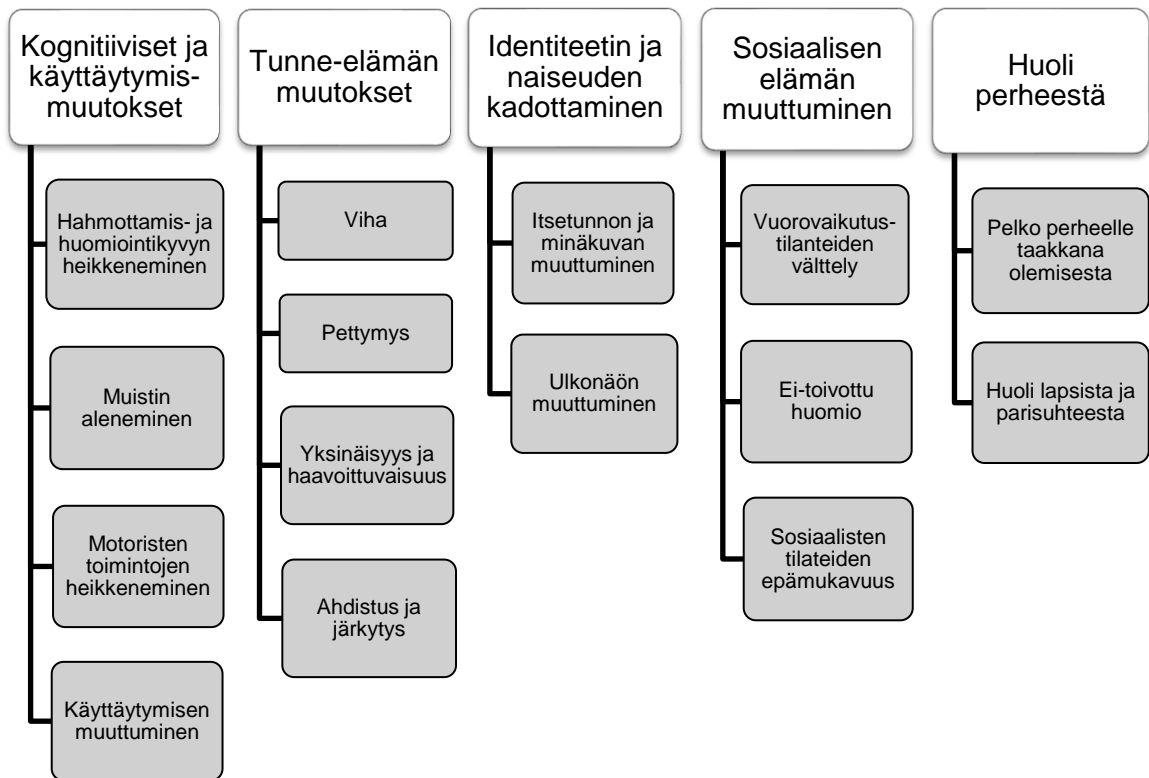 Kognitiiviset ja
käyttäytymis-
muutokset
Hahmottamis- ja
huomiointikyvyn
heikkeneminen
Muistin
aleneminen
Motoristen
toimintojen
heikkeneminen
Käyttäytymisen
muuttuminen
Tunne-elämän
muutokset
Viha
Pettymys
Yksinäisyys ja
haavoittuvaisuus
Ahdistus ja
järkytys
Identiteetin ja
naiseuden
kadottaminen
Itsetunnon ja
minäkuvan
muuttuminen
Ulkonäön
muuttuminen
Sosiaalisen
elämän
muuttuminen
Vuorovaikutus-
tilanteiden
välttely
Ei-toivottu
huomio
Sosiaalisten
tilateiden
epämukavuus
Huoli
perheestä
Pelko perheelle
taakkana
olemisesta
Huoli lapsista ja
parisuhteesta